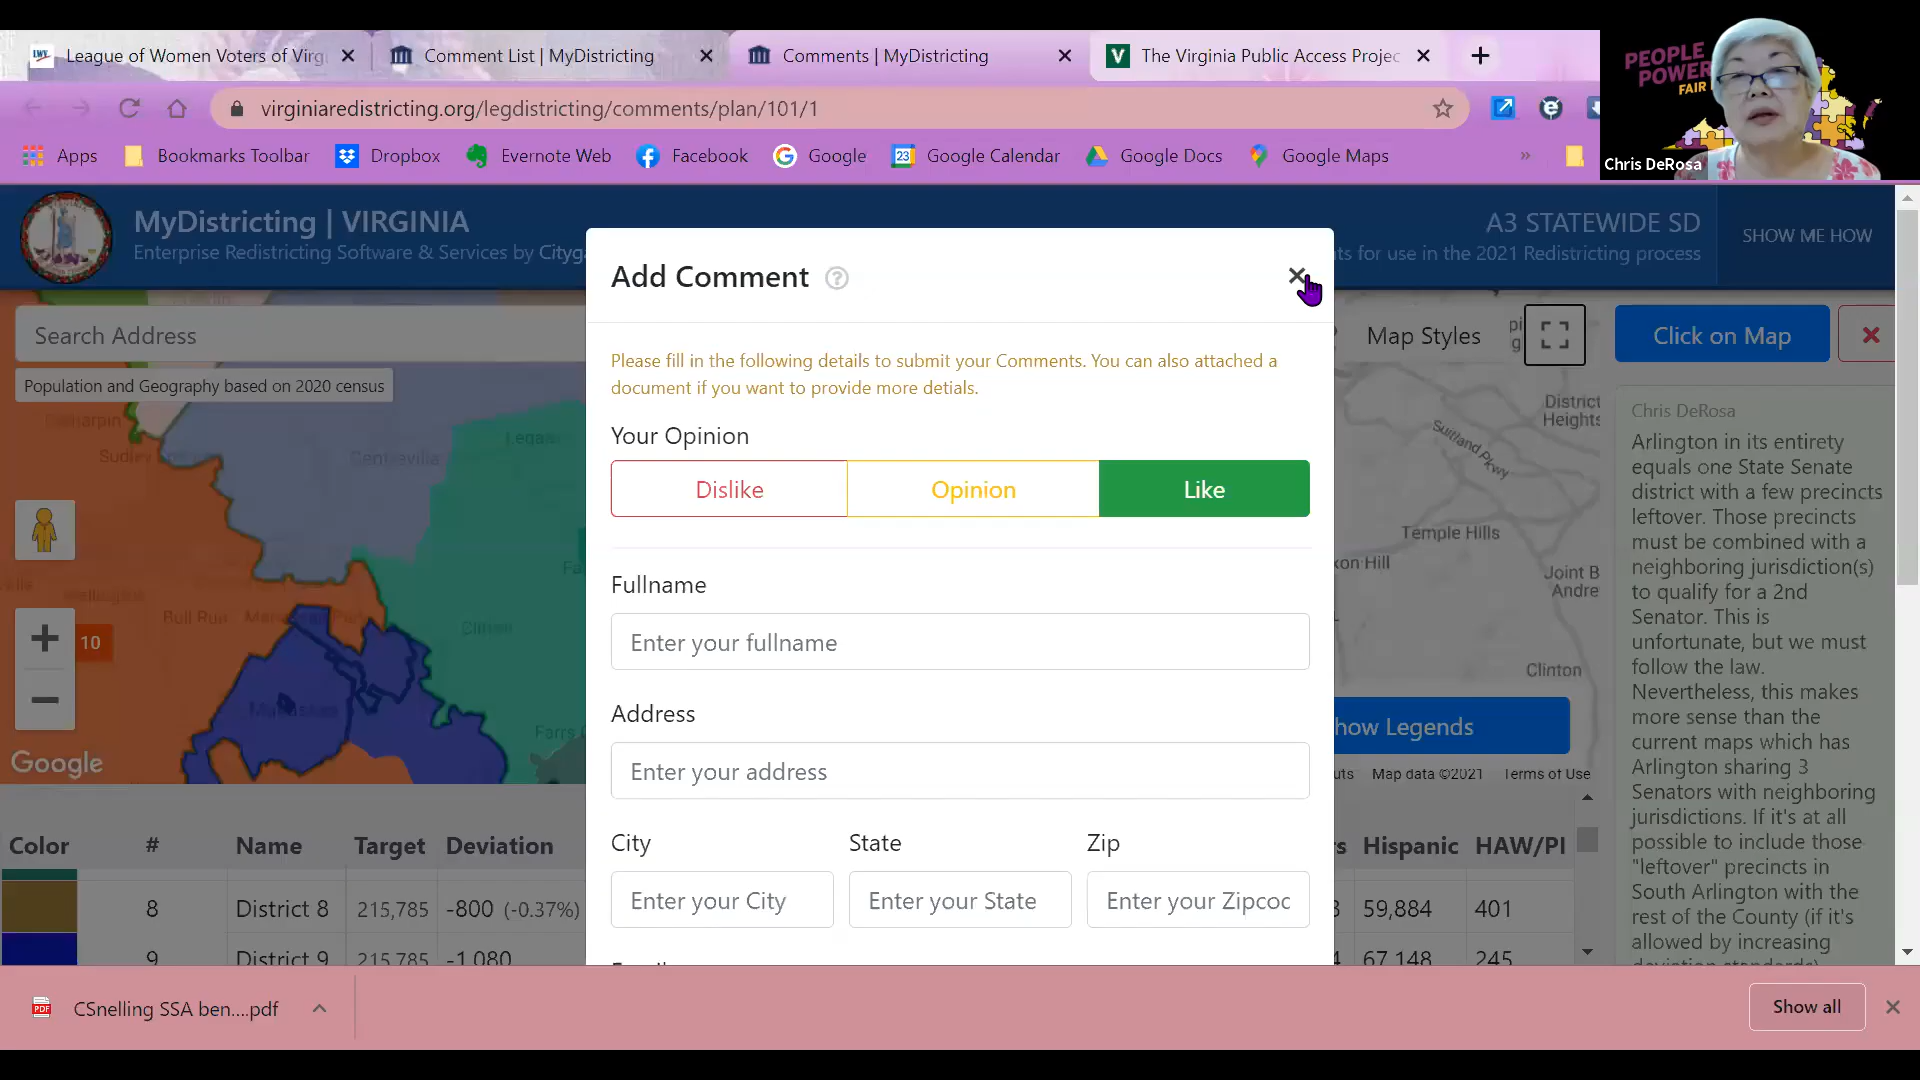 League of Women Voters of Virg
Comment List | MyDistricting
Comments | MyDistricting
The Virginia Public Access Projec
PEOPLE
POWER
FAIR
Chris DeRosa
virginiaredistricting.org/legdistricting/comments/plan/101/1
Apps
Bookmarks Toolbar
Dropbox
Evernote Web
Facebook
Google
Google Calendar
Google Docs
Google Maps
MyDistricting | VIRGINIA
Enterprise Redistricting Software & Services by Cityga
A3 STATEWIDE SD
ts for use in the 2021 Redistricting process
SHOW ME HOW
Search Address
Population and Geography based on 2020 census
Add Comment
Please fill in the following details to submit your Comments. You can also attached a
document if you want to provide more detials.
Your Opinion
Dislike
Opinion
Like
Fullname
Enter your fullname
Address
Enter your address
City
State
Zip
Enter your City
Enter your State
Enter your Zipcoc
Map Styles
Click on Map
District
Heights
Suitland Pkwy
Temple Hills
xon Hill
Joint B
Andre
Clinton
how Legends
Map data ©2021
Terms of Use
Centreville
Bull Run
Clifton
10
Google
Chris DeRosa
Arlington in its entirety
equals one State Senate
district with a few precincts
leftover. Those precincts
must be combined with a
neighboring jurisdiction(s)
to qualify for a 2nd
Senator. This is
unfortunate, but we must
follow the law.
Nevertheless, this makes
more sense than the
current maps which has
Arlington sharing 3
Senators with neighboring
jurisdictions. If it's at all
possible to include those
"leftover" precincts in
South Arlington with the
rest of the County (if it's
allowed by increasing
deviation standards)
Color # Name Target Deviation
Hispanic HAW/PI
8 District 8 215,785 -800 (-0.37%)
59,884 401
9 District 9 215,785 -1,080
67,148 245
CSnelling SSA ben....pdf
Show all